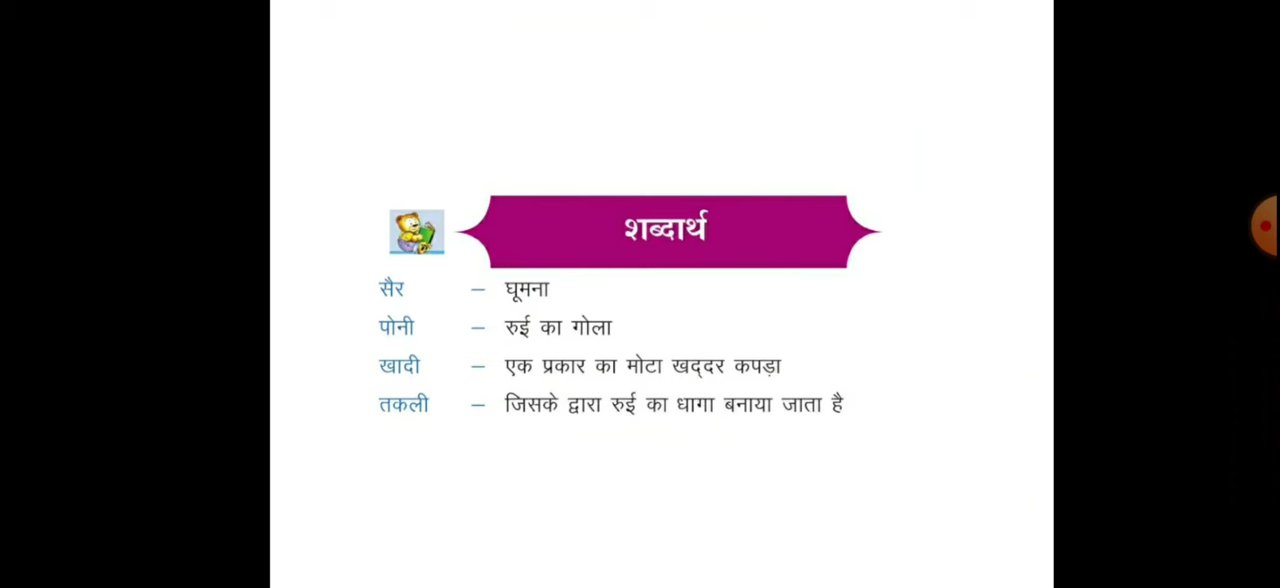 शब्दार्थ
सैर – घूमना
पोनी – रुई का गोला
खादी – एक प्रकार का मोटा खद्‌दर कपड़ा
तकली – जिसके द्वारा रुई का धागा बनाया जाता है